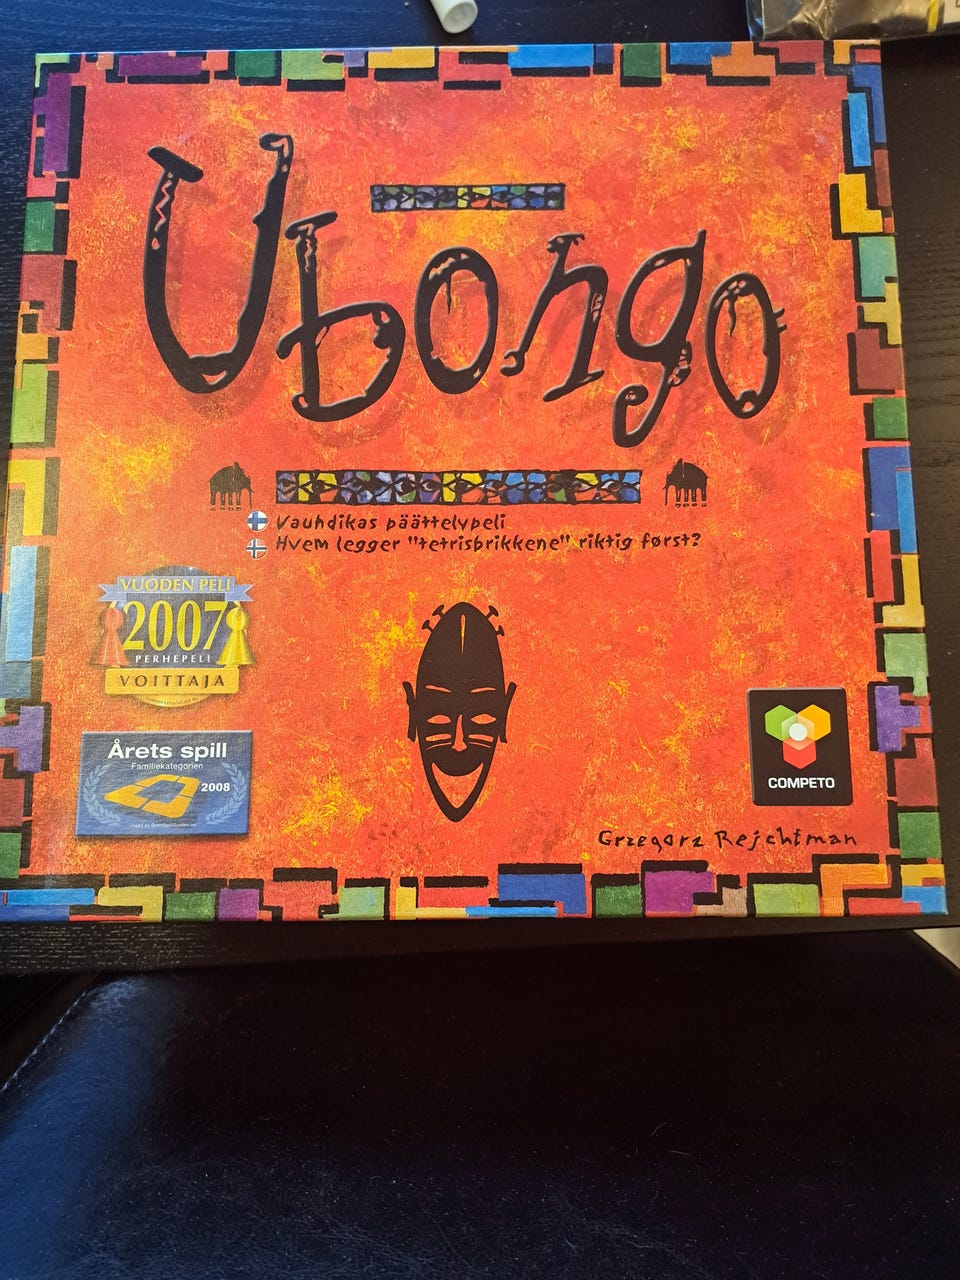 Ubongo
Vauhdikas päättelypeli
Hvem legger "tetrisbrikkene" riktig først?
VUODEN PELI
2007
PERHEPELI
VOITTAJA
Årets spill
Familiekategorien
2008
COMPETO
Grzegorz Rejchtman